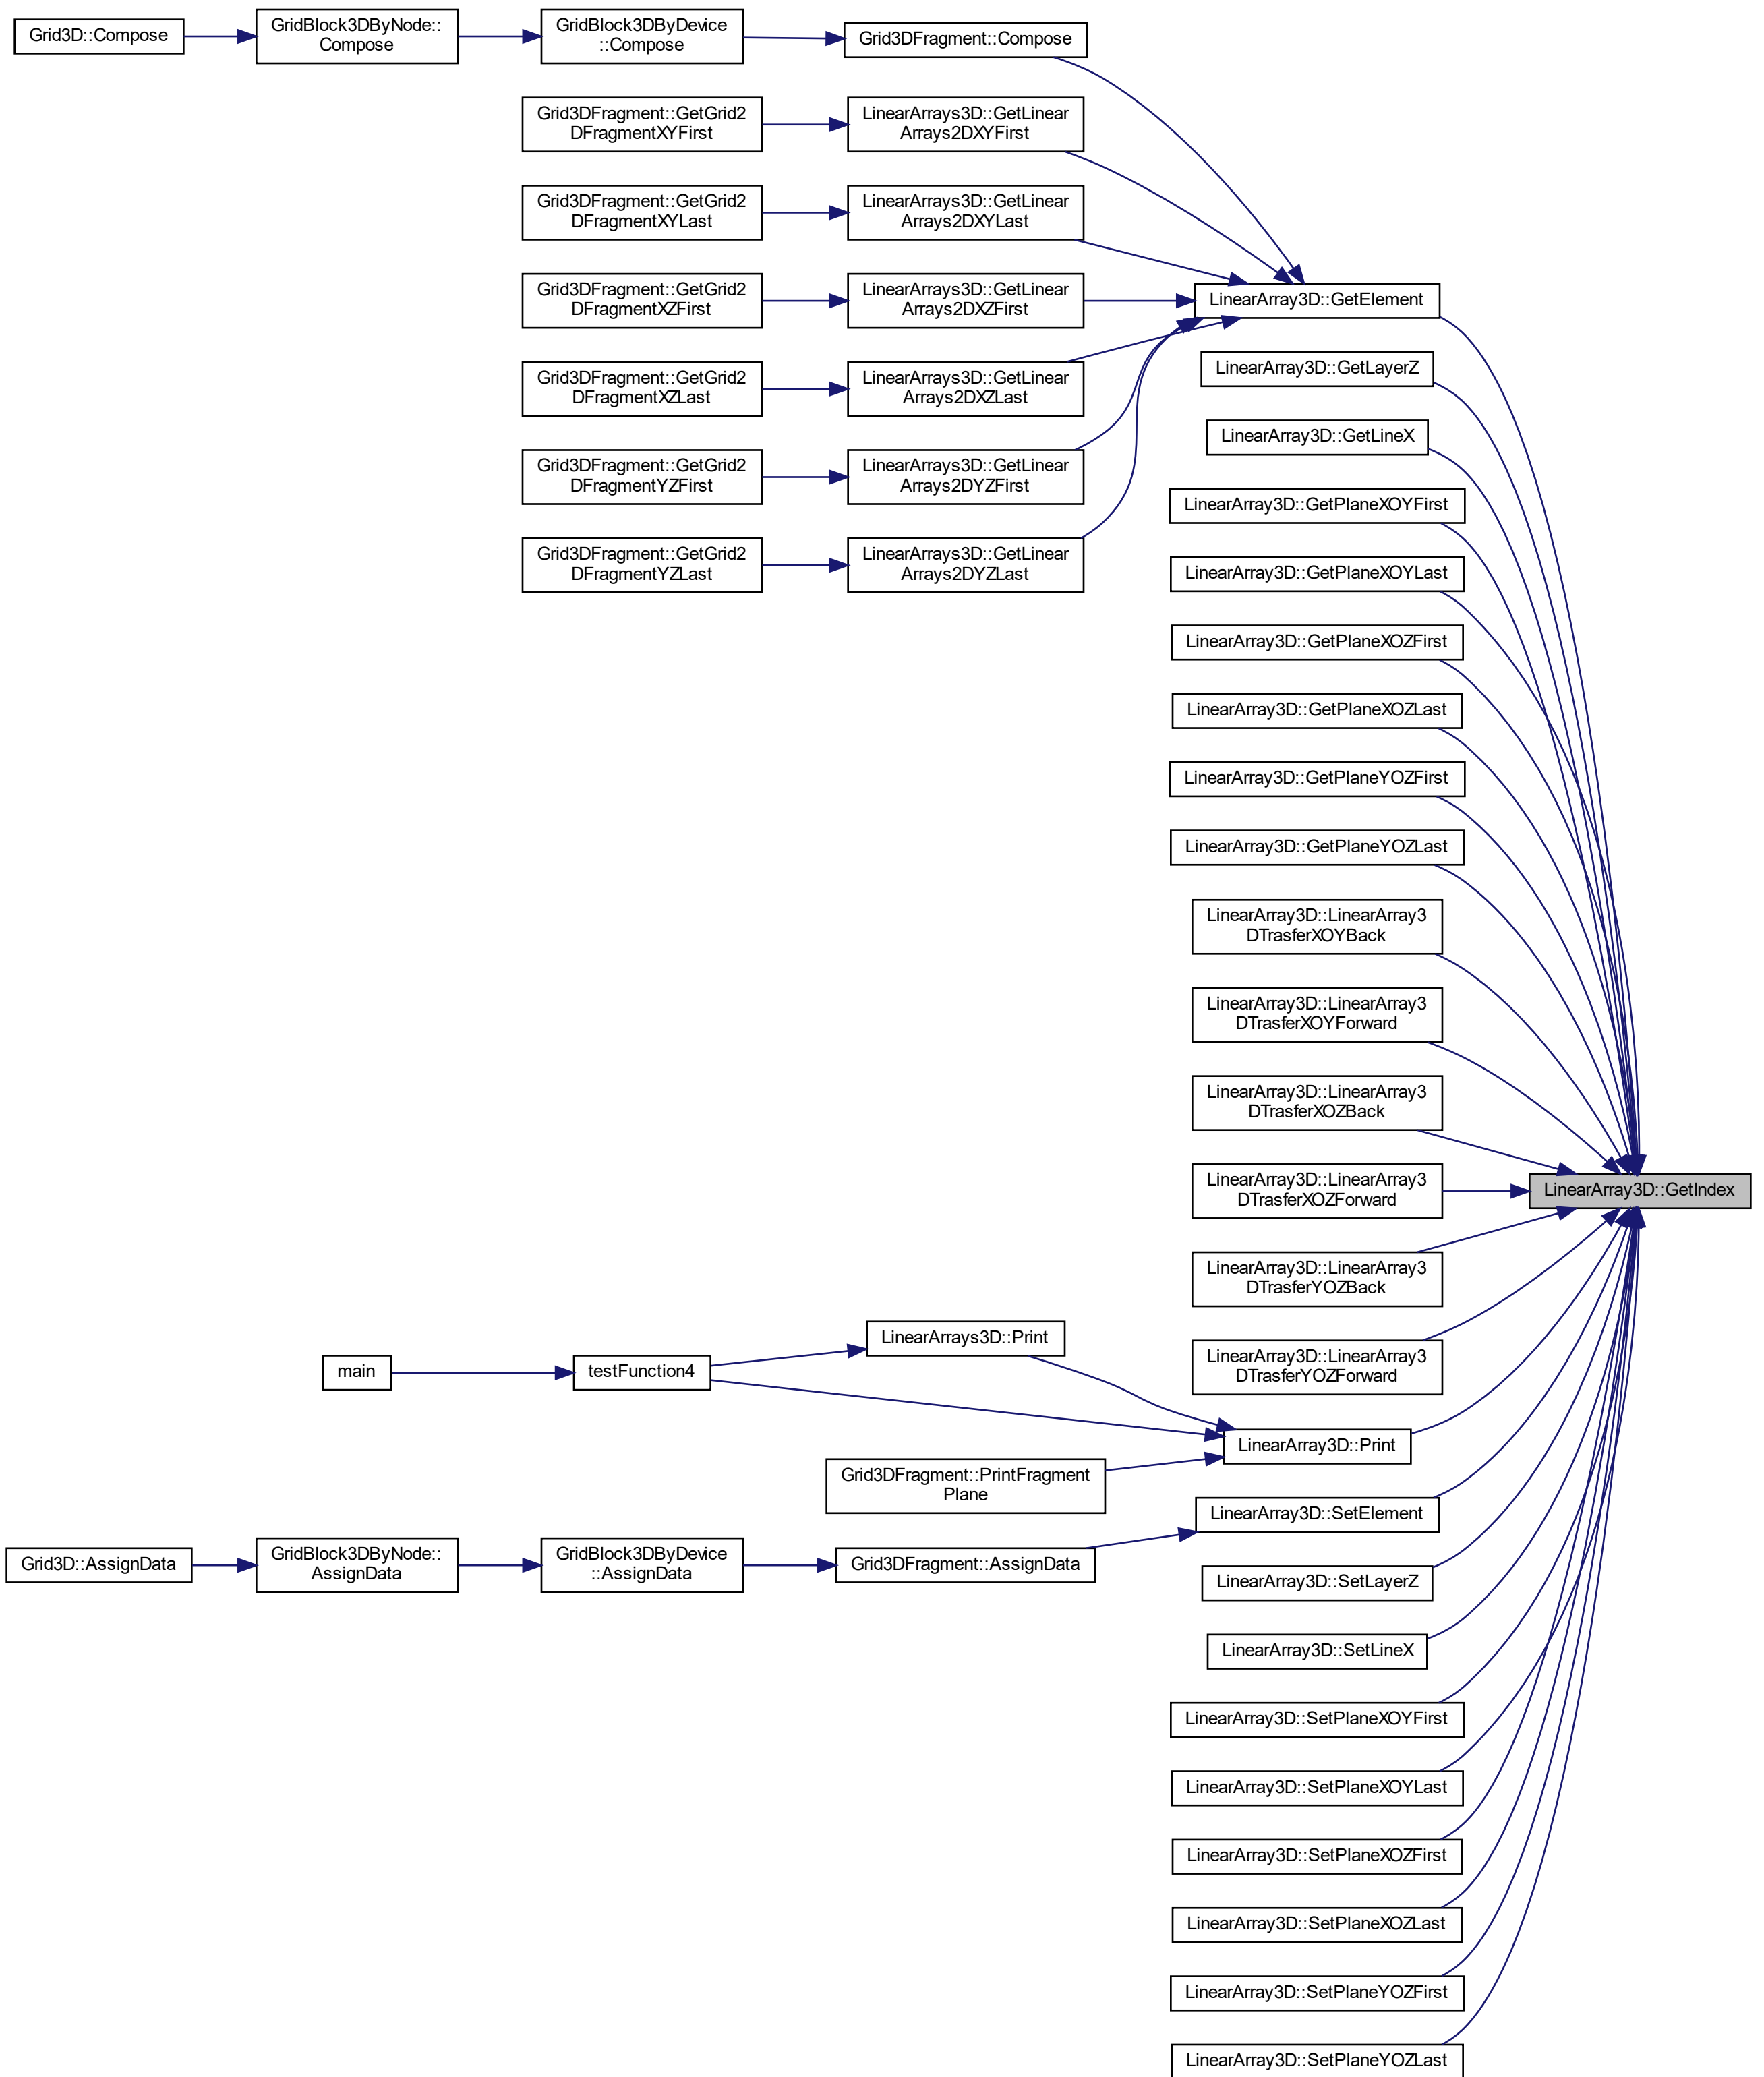 Grid3D::Compose
GridBlock3DByNode::
Compose
GridBlock3DByDevice
::Compose
Grid3DFragment::Compose
Grid3DFragment::GetGrid2
DFragmentXYFirst
LinearArrays3D::GetLinear
Arrays2DXYFirst
Grid3DFragment::GetGrid2
DFragmentXYLast
LinearArrays3D::GetLinear
Arrays2DXYLast
Grid3DFragment::GetGrid2
DFragmentXZFirst
LinearArrays3D::GetLinear
Arrays2DXZFirst
LinearArray3D::GetElement
Grid3DFragment::GetGrid2
DFragmentXZLast
LinearArrays3D::GetLinear
Arrays2DXZLast
LinearArray3D::GetLayerZ
LinearArray3D::GetLineX
Grid3DFragment::GetGrid2
DFragmentYZFirst
LinearArrays3D::GetLinear
Arrays2DYZFirst
LinearArray3D::GetPlaneXOYFirst
Grid3DFragment::GetGrid2
DFragmentYZLast
LinearArrays3D::GetLinear
Arrays2DYZLast
LinearArray3D::GetPlaneXOYLast
LinearArray3D::GetPlaneXOZFirst
LinearArray3D::GetPlaneXOZLast
LinearArray3D::GetPlaneYOZFirst
LinearArray3D::GetPlaneYOZLast
LinearArray3D::LinearArray3
DTrasferXOYBack
LinearArray3D::LinearArray3
DTrasferXOYForward
LinearArray3D::LinearArray3
DTrasferXOZBack
LinearArray3D::LinearArray3
DTrasferXOZForward
LinearArray3D::GetIndex
LinearArray3D::LinearArray3
DTrasferYOZBack
LinearArray3D::LinearArray3
DTrasferYOZForward
main
testFunction4
LinearArrays3D::Print
LinearArray3D::Print
Grid3DFragment::PrintFragment
Plane
LinearArray3D::SetElement
Grid3D::AssignData
GridBlock3DByNode::
AssignData
GridBlock3DByDevice
::AssignData
Grid3DFragment::AssignData
LinearArray3D::SetLayerZ
LinearArray3D::SetLineX
LinearArray3D::SetPlaneXOYFirst
LinearArray3D::SetPlaneXOYLast
LinearArray3D::SetPlaneXOZFirst
LinearArray3D::SetPlaneXOZLast
LinearArray3D::SetPlaneYOZFirst
LinearArray3D::SetPlaneYOZLast